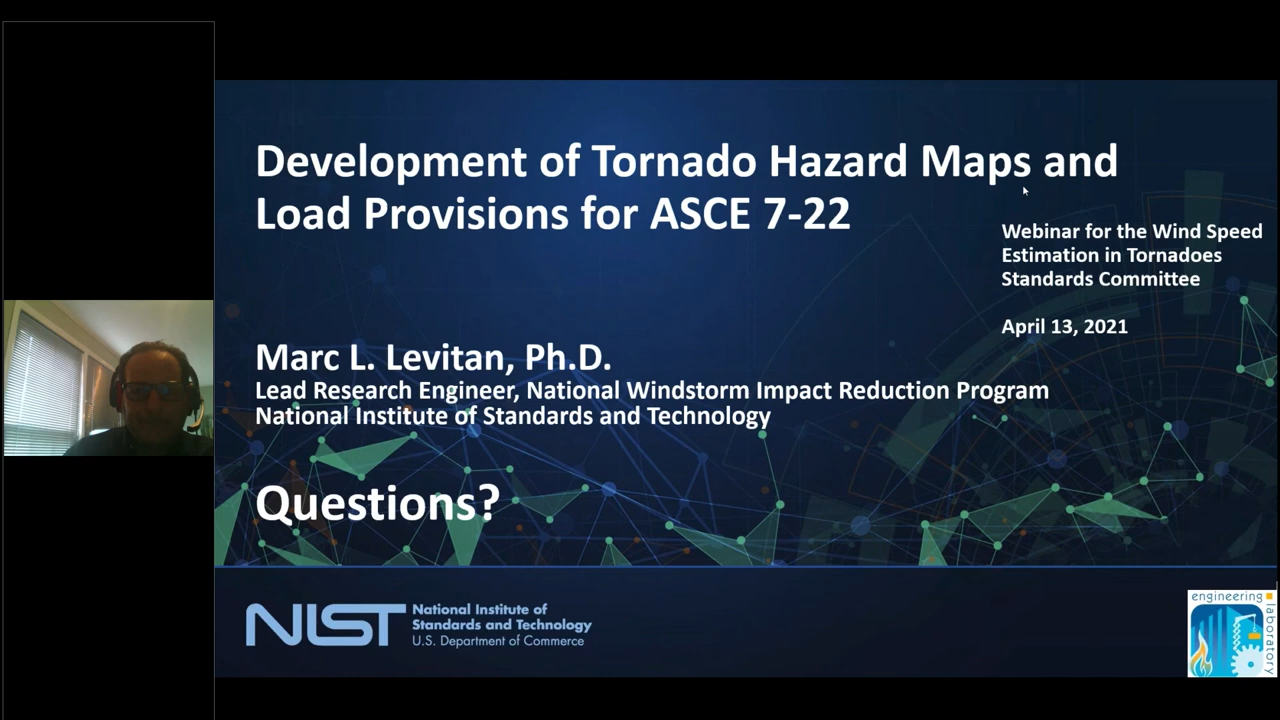 Development of Tornado Hazard Maps and
Load Provisions for ASCE 7-22
Webinar for the Wind Speed
Estimation in Tornadoes
Standards Committee
April 13, 2021
Marc L. Levitan, Ph.D.
Lead Research Engineer, National Windstorm Impact Reduction Program
National Institute of Standards and Technology
Questions?
NIST
National Institute of
Standards and Technology
U.S. Department of Commerce
engineering
laboratory